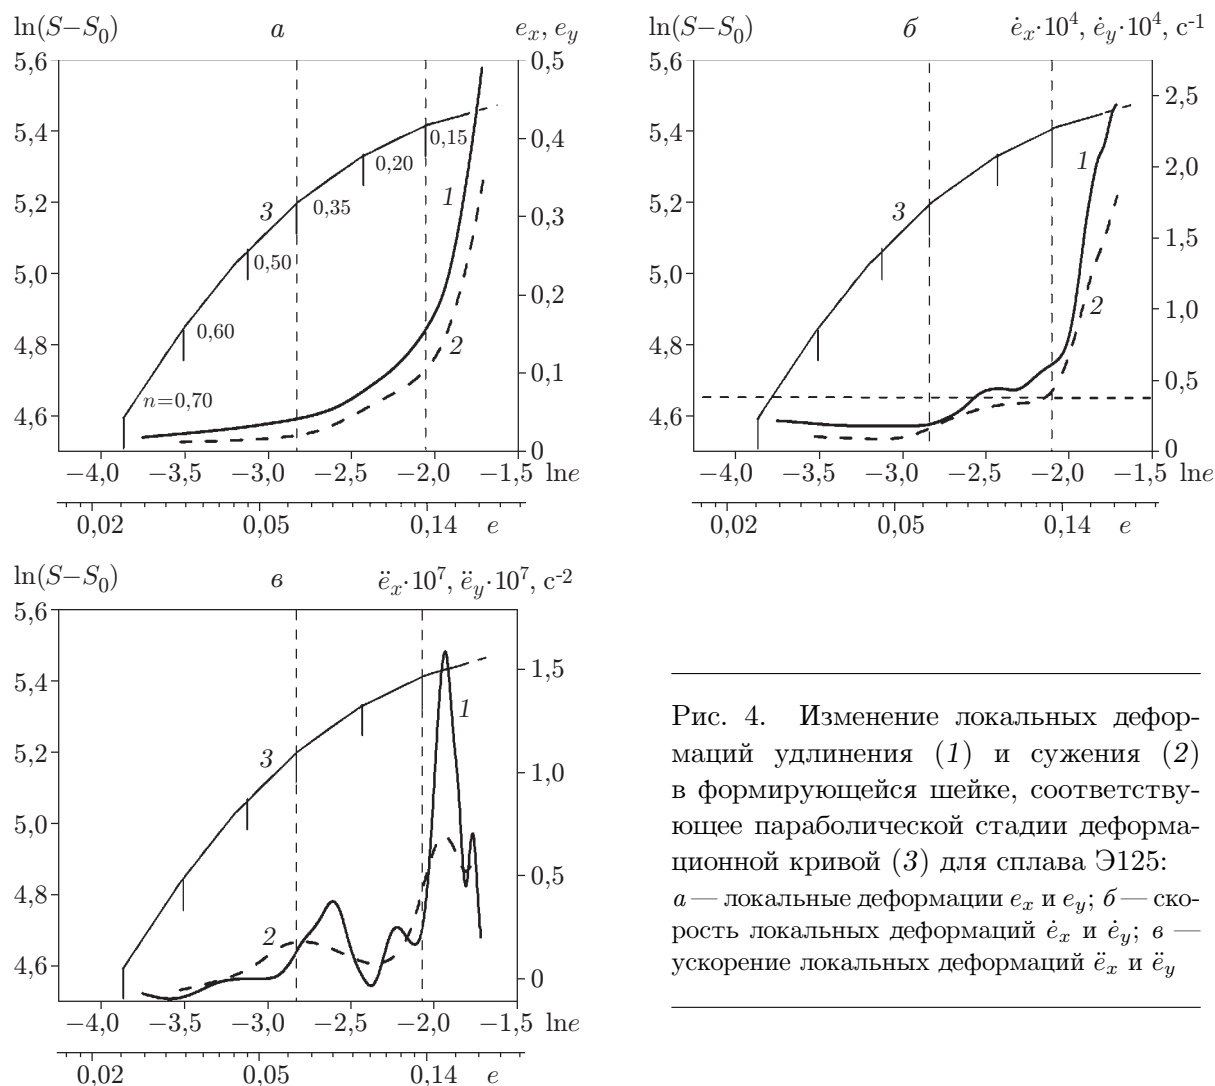 ln(S−S₀) а eₓ, e_y
5,6
5,4
5,2
5,0
4,8
4,6
0,5
0,4
0,3
0,2
0,1
0
0,15
0,20
0,35
0,50
0,60
n=0,70
1
2
3
−4,0 −3,5 −3,0 −2,5 −2,0 −1,5 lne
0,02 0,05 0,14 e
ln(S−S₀) б ėₓ·10⁴, ė_y·10⁴, с⁻¹
5,6
5,4
5,2
5,0
4,8
4,6
2,5
2,0
1,5
1,0
0,5
0
1
2
3
−4,0 −3,5 −3,0 −2,5 −2,0 −1,5 lne
0,02 0,05 0,14 e
ln(S−S₀) в ëₓ·10⁷, ë_y·10⁷, с⁻²
5,6
5,4
5,2
5,0
4,8
4,6
1,5
1,0
0,5
0
1
2
3
−4,0 −3,5 −3,0 −2,5 −2,0 −1,5 lne
0,02 0,05 0,14 e
Рис. 4. Изменение локальных дефор-
маций удлинения (1) и сужения (2)
в формирующейся шейке, соответству-
ющее параболической стадии деформа-
ционной кривой (3) для сплава Э125:
а — локальные деформации eₓ и e_y; б — ско-
рость локальных деформаций ėₓ и ė_y; в —
ускорение локальных деформаций ëₓ и ë_y